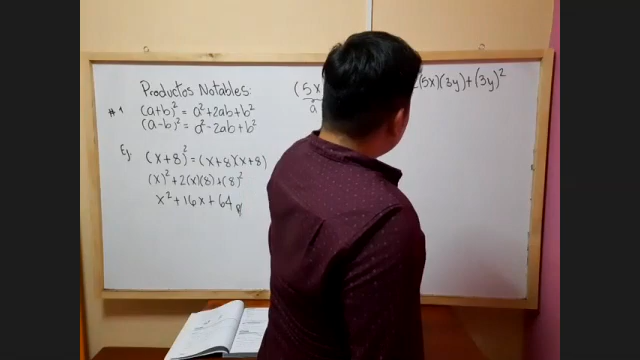 Productos Notables:
#1 (a+b)² = a²+2ab+b²
(a-b)² = a²-2ab+b²
Ej. (x+8)² = (x+8)(x+8)
(x)²+2(x)(8)+(8)²
x²+16x+64
(5x
a
(5x)(3y)+(3y)²